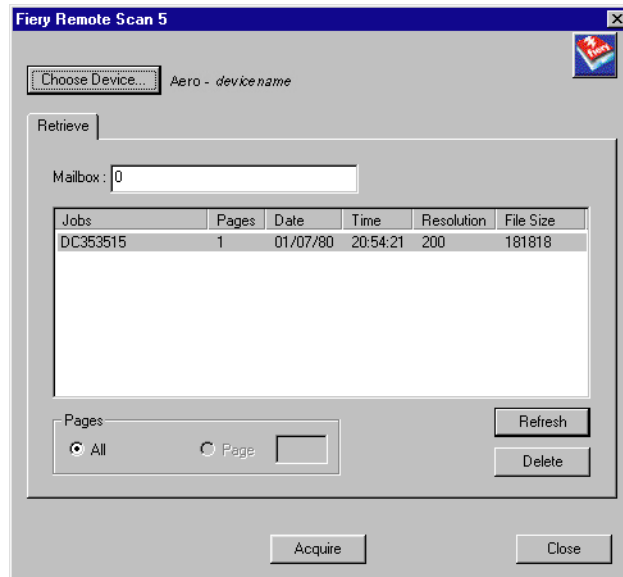 Fiery Remote Scan 5
fiery
Choose Device... Aero - devicename
Retrieve
Mailbox : 0
Jobs Pages Date Time Resolution File Size
DC353515 1 01/07/80 20:54:21 200 181818
Pages
All Page
Refresh
Delete
Acquire Close